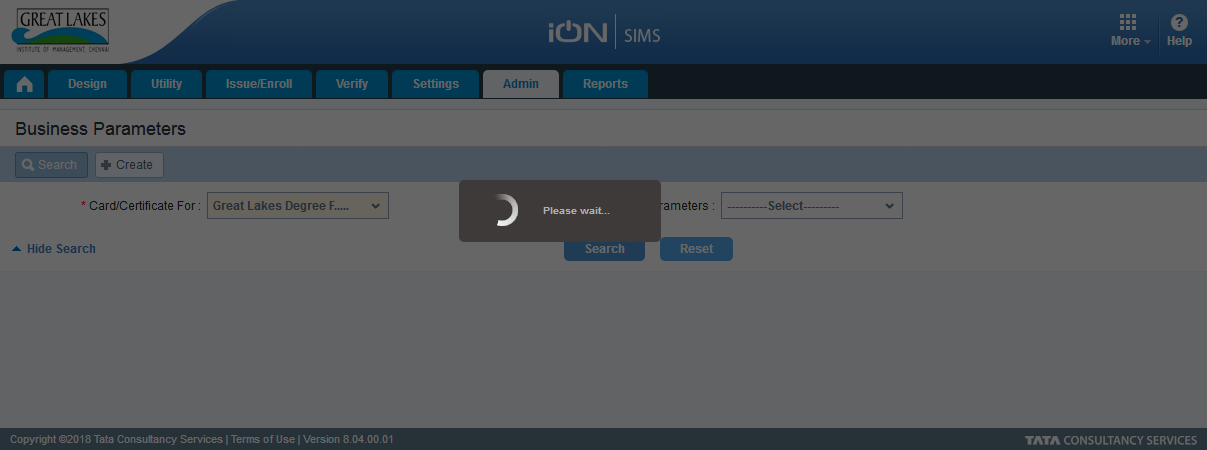 GREAT LAKES
INSTITUTE OF MANAGEMENT, CHENNAI
iON | SIMS
More
Help
Design
Utility
Issue/Enroll
Verify
Settings
Admin
Reports
Business Parameters
Search
Create
* Card/Certificate For :
Great Lakes Degree F.....
Please wait...
rameters :
----------Select---------
Hide Search
Search
Reset
Copyright ©2018 Tata Consultancy Services | Terms of Use | Version 8.04.00.01
TATA CONSULTANCY SERVICES